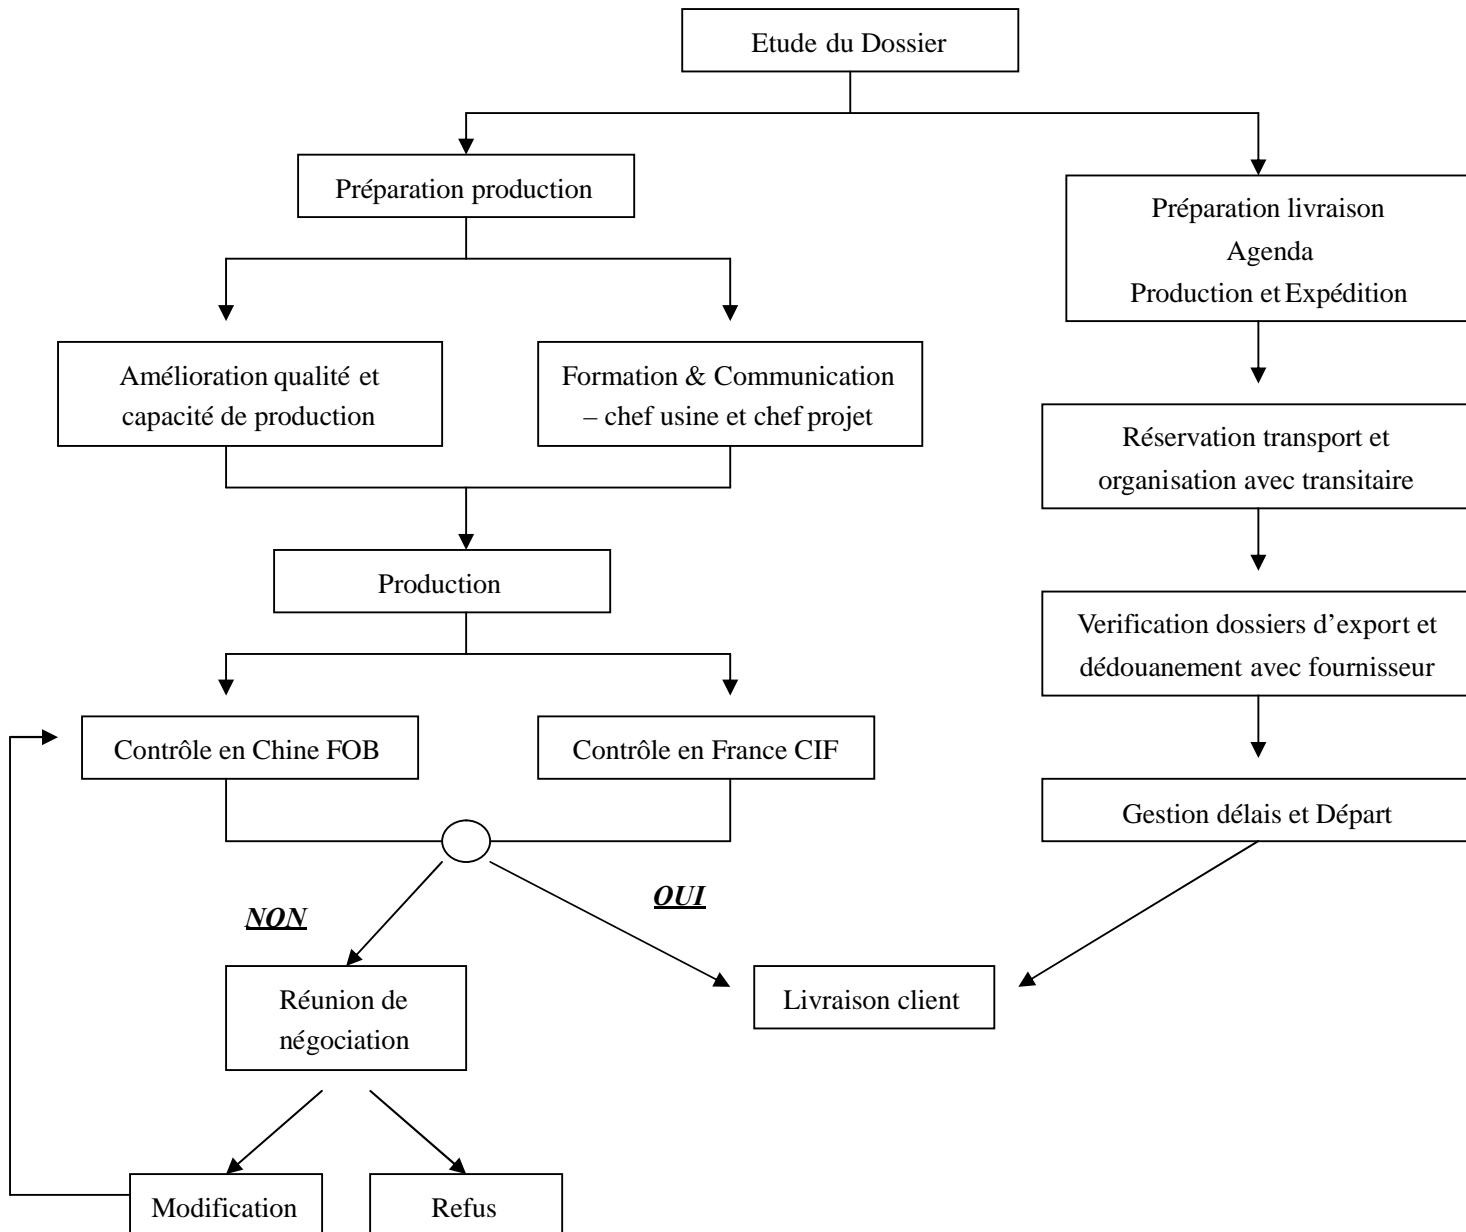 Etude du Dossier
Préparation production
Préparation livraison
Agenda
Production et Expédition
Amélioration qualité et
capacité de production
Formation & Communication
– chef usine et chef projet
Réservation transport et
organisation avec transitaire
Production
Verification dossiers d’export et
dédouanement avec fournisseur
Contrôle en Chine FOB
Contrôle en France CIF
Gestion délais et Départ
NON
OUI
Réunion de
négociation
Livraison client
Modification
Refus